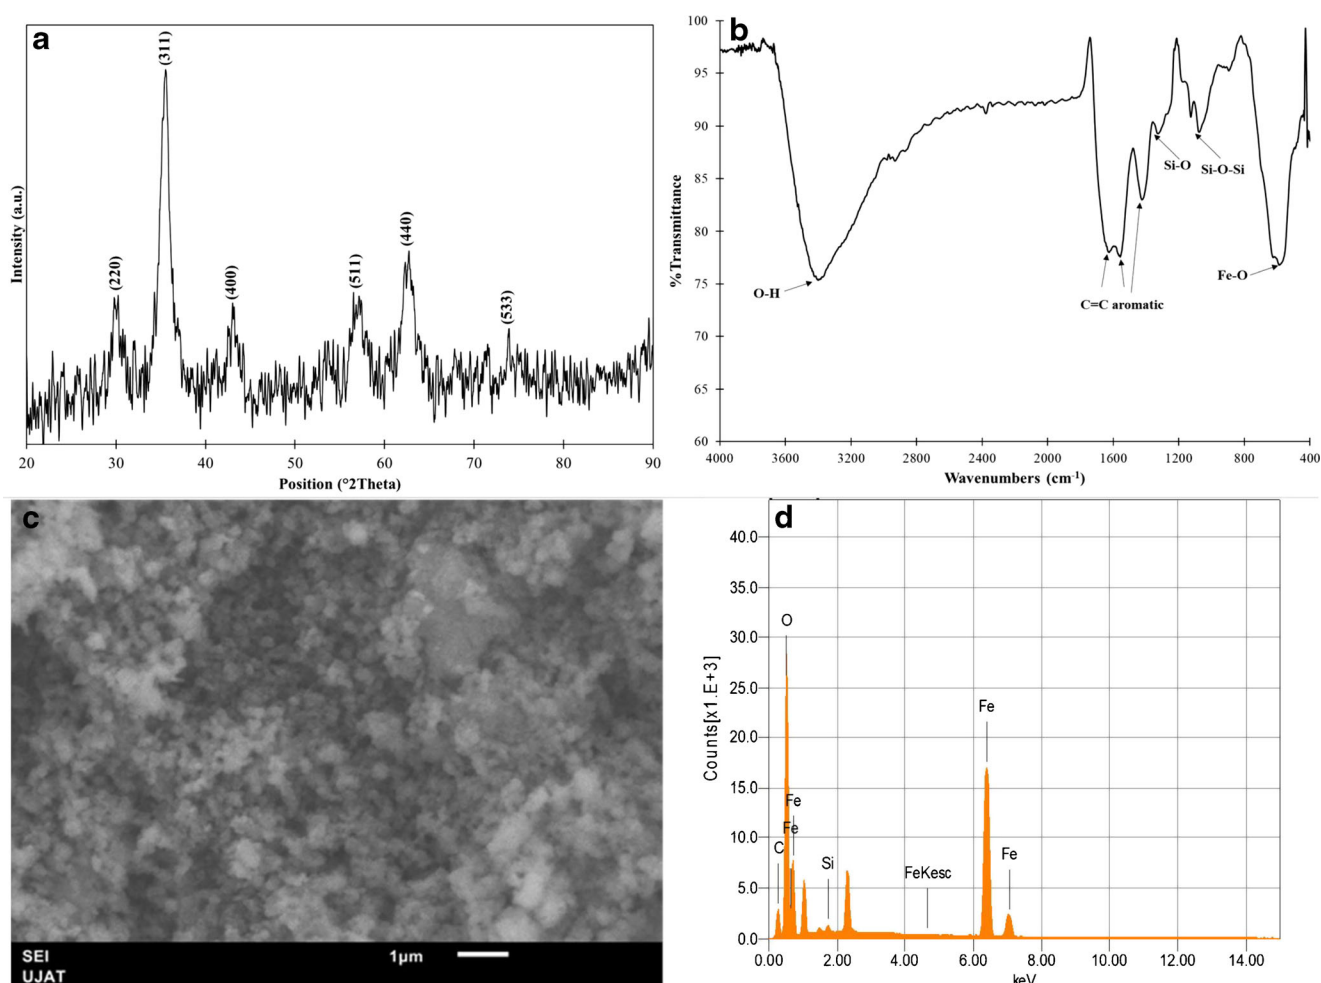 a
(311)
(220)
(400)
(511)
(440)
(533)
Intensity (a.u.)
20 30 40 50 60 70 80 90
Position (°2Theta)
b
100
95
90
85
80
75
70
65
60
%Transmittance
O-H
C=C aromatic
Si-O
Si-O-Si
Fe-O
4000 3600 3200 2800 2400 2000 1600 1200 800 400
Wavenumbers (cm⁻¹)
c
SEI 1µm
UJAT
d
40.0
35.0
30.0
25.0
20.0
15.0
10.0
5.0
0.0
Counts[x1.E+3]
O
Fe
Fe
C
Si
FeKesc
Fe
Fe
0.00 2.00 4.00 6.00 8.00 10.00 12.00 14.00
keV